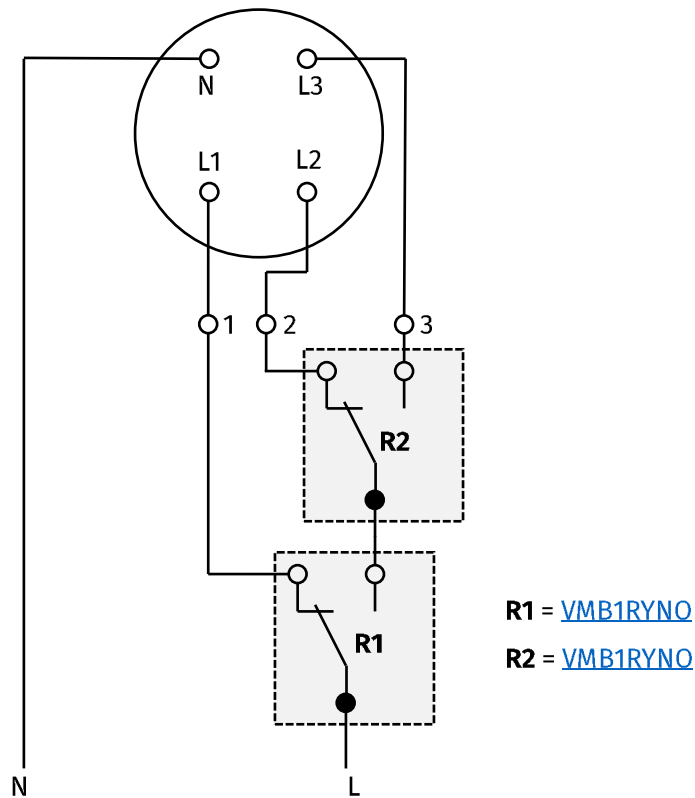 N
L3
L1
L2
1
2
3
R2
R1
R1 = VMB1RYNO
R2 = VMB1RYNO
N
L